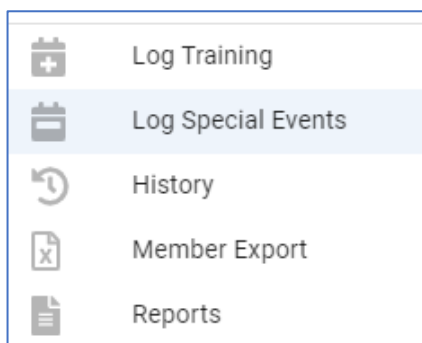 Log Training
Log Special Events
History
Member Export
Reports